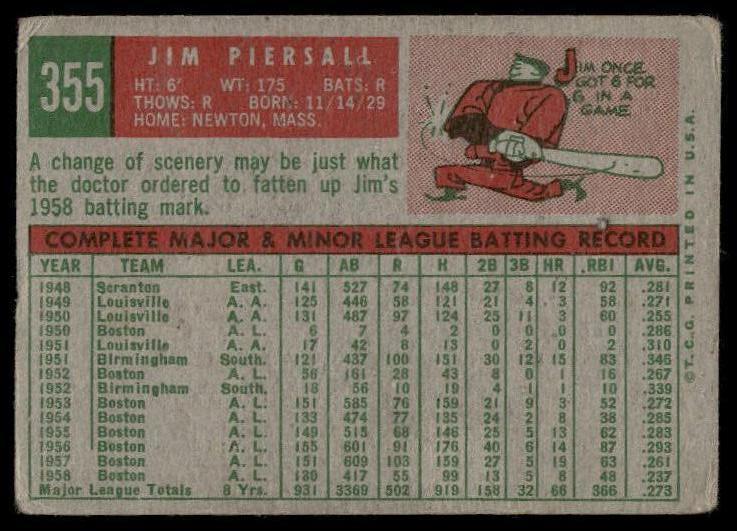 355
JIM PIERSALL
HT: 6' WT: 175 BATS: R
THOWS: R BORN: 11/14/29
HOME: NEWTON, MASS.
JIM ONCE
GOT 6 FOR
6 IN A
GAME.
A change of scenery may be just what
the doctor ordered to fatten up Jim's
1958 batting mark.
COMPLETE MAJOR & MINOR LEAGUE BATTING RECORD
YEAR TEAM LEA. G AB R H 2B 3B HR RBI AVG.
1948 Scranton East. 141 527 74 148 27 8 12 92 .281
1949 Louisville A. A. 125 446 58 121 21 4 3 58 .271
1950 Louisville A. A. 131 487 97 124 25 11 3 60 .255
1950 Boston A. L. 6 7 4 2 0 0 0 0 .286
1951 Louisville A. A. 17 42 8 13 0 2 0 2 .310
1951 Birmingham South. 121 437 100 151 30 12 15 83 .346
1952 Boston A. L. 56 161 28 43 8 0 1 16 .267
1952 Birmingham South. 18 56 10 19 4 1 1 10 .339
1953 Boston A. L. 151 585 76 159 21 9 3 52 .272
1954 Boston A. L. 133 474 77 135 24 2 8 38 .285
1955 Boston A. L. 149 515 68 146 25 5 13 62 .283
1956 Boston A. L. 155 601 91 176 40 6 14 87 .293
1957 Boston A. L. 151 609 103 159 27 5 19 63 .261
1958 Boston A. L. 130 417 55 99 13 5 8 48 .237
Major League Totals 8 Yrs. 931 3369 502 919 158 32 66 366 .273
©T.C.G. PRINTED IN U.S.A.